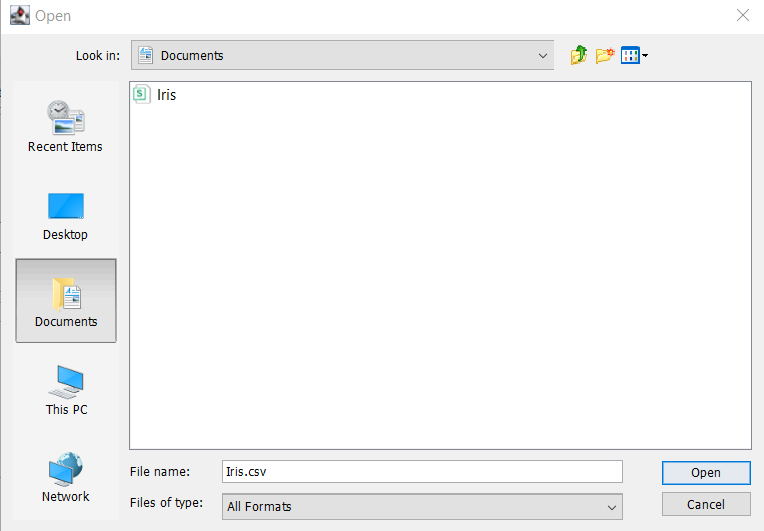 Open
Look in: Documents
Iris
Recent Items
Desktop
Documents
This PC
Network
File name: Iris.csv Open
Files of type: All Formats Cancel